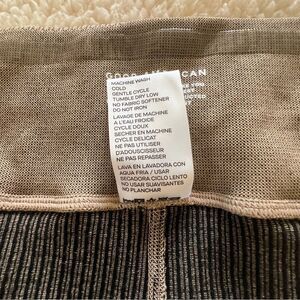 MACHINE WASH
COLD
GENTLE CYCLE
TUMBLE DRY LOW
NO FABRIC SOFTENER
DO NOT IRON
LAVAGE DE MACHINE
A L'EAU FROIDE
CYCLE DOUX
SECHER EN MACHINE
CYCLE DELICAT
NE PAS UTILISER
D'ADOUSCISSEUR
NE PAS REPASSER
LAVA EN LAVADORA CON
AGUA FRIA / USAR
SECADORA CICLO LENTO
NO USAR SUAVISANTES
NO PLANCHAR